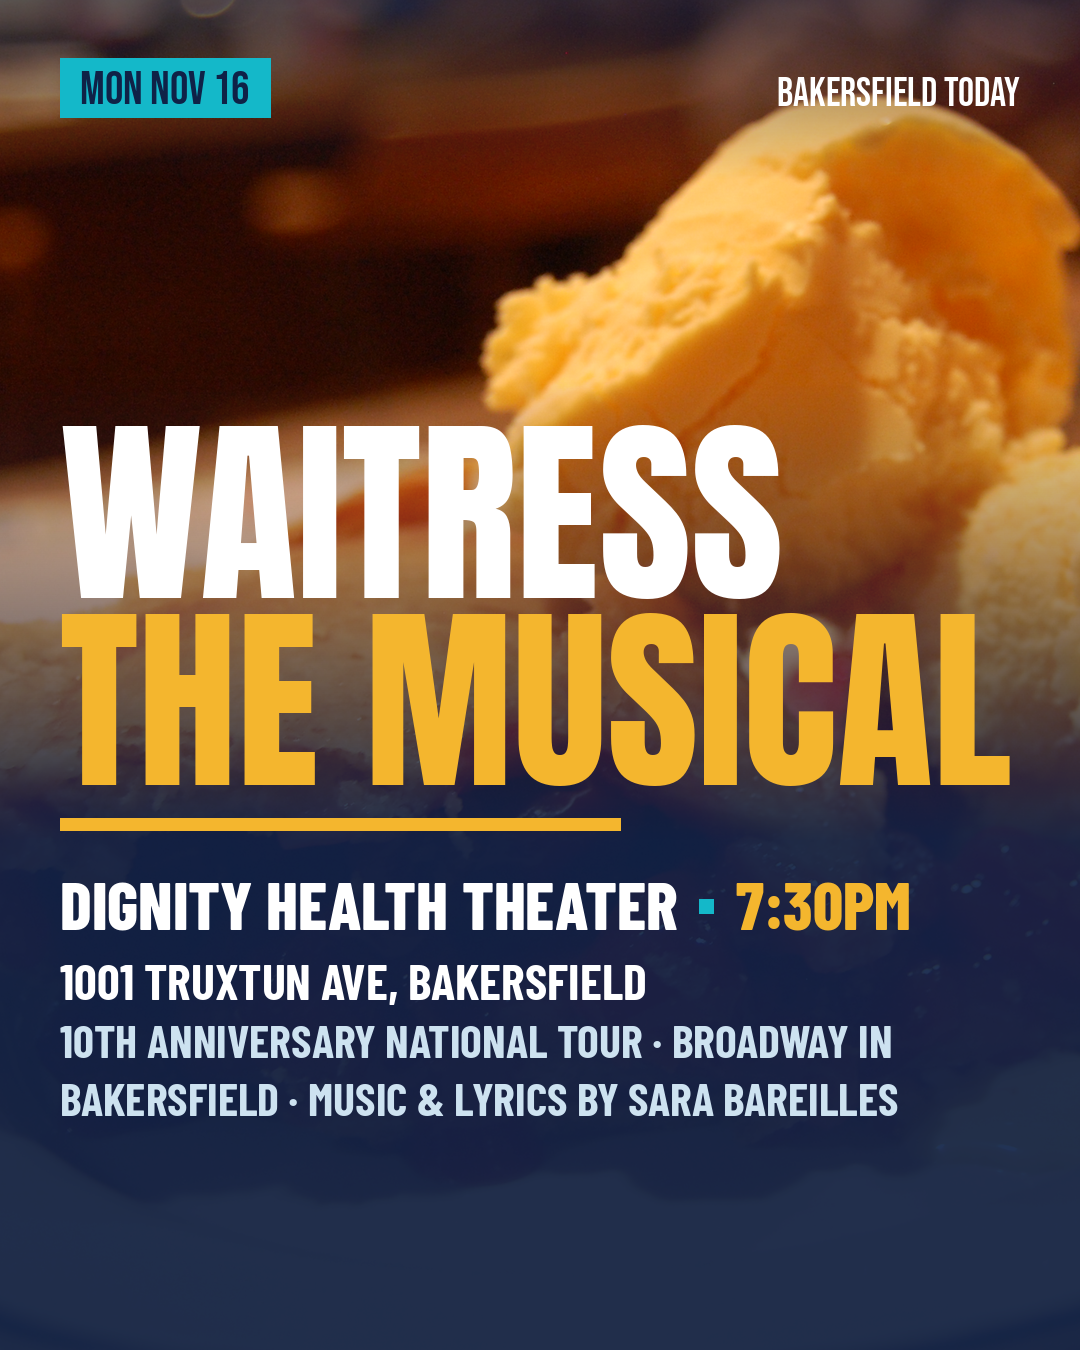 MON NOV 16
BAKERSFIELD TODAY
WAITRESS
THE MUSICAL
DIGNITY HEALTH THEATER ▪ 7:30PM
1001 TRUXTUN AVE, BAKERSFIELD
10TH ANNIVERSARY NATIONAL TOUR · BROADWAY IN
BAKERSFIELD · MUSIC & LYRICS BY SARA BAREILLES